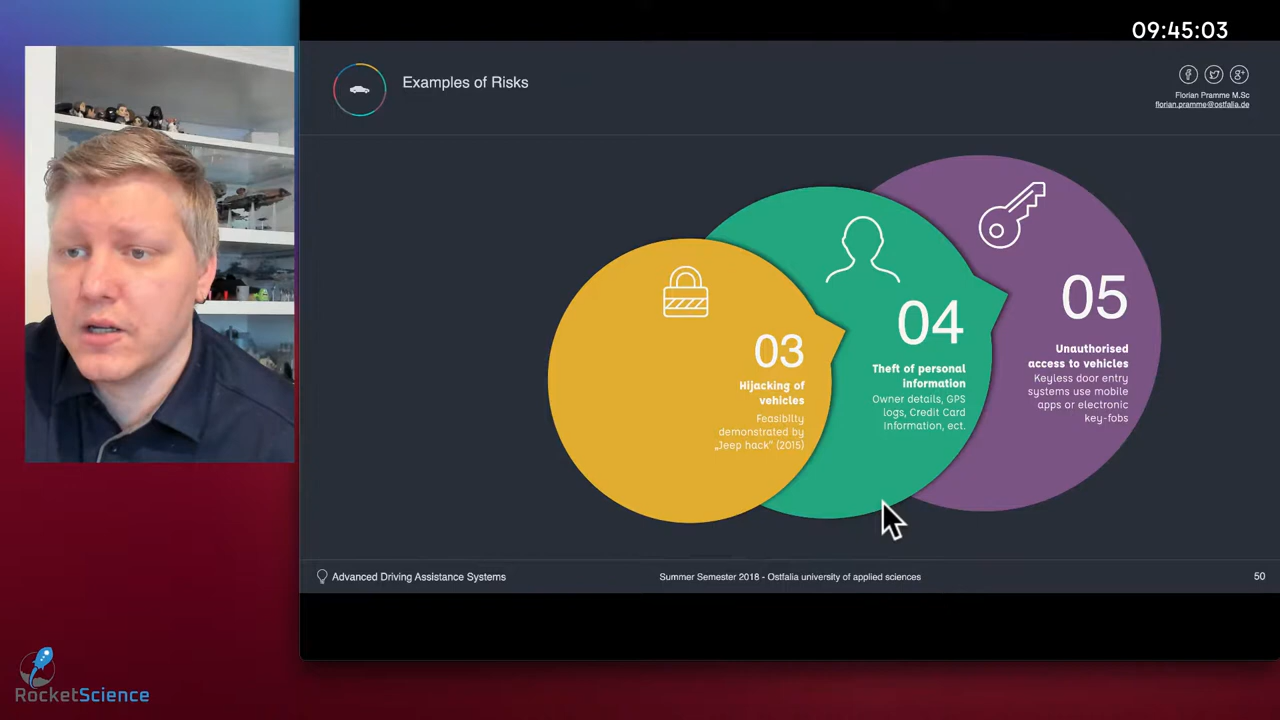 09:45:03
Examples of Risks
Florian Pramme M.Sc
florian.pramme@ostfalia.de
03
Hijacking of
vehicles
Feasibilty
demonstrated by
„Jeep hack" (2015)
04
Theft of personal
information
Owner details, GPS
logs, Credit Card
Information, ect.
05
Unauthorised
access to vehicles
Keyless door entry
systems use mobile
apps or electronic
key-fobs
Advanced Driving Assistance Systems
Summer Semester 2018 - Ostfalia university of applied sciences
50
RocketScience